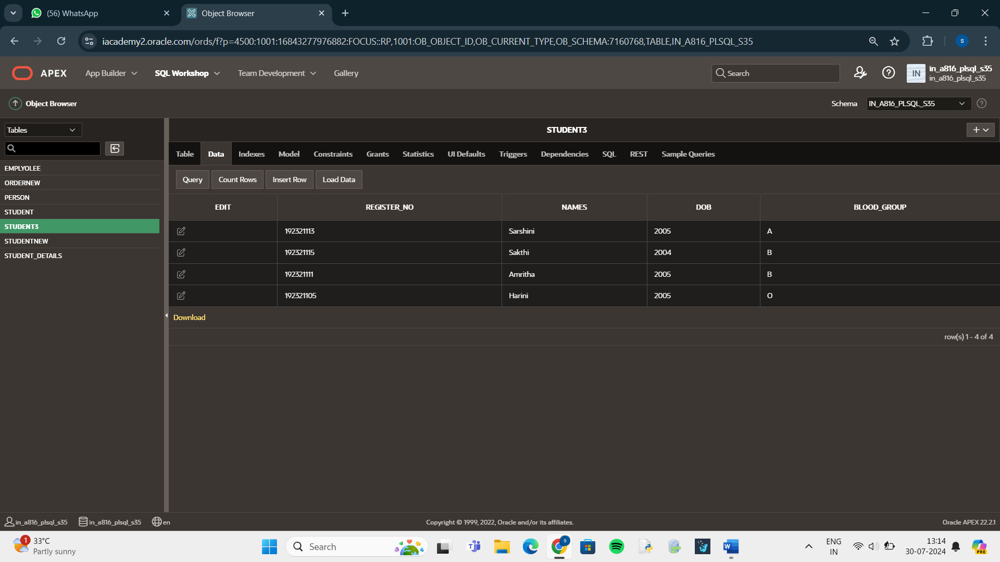 (56) WhatsApp
Object Browser
iacademy2.oracle.com/ords/f?p=4500:1001:16843277976882:FOCUS::RP,1001:OB_OBJECT_ID,OB_CURRENT_TYPE,OB_SCHEMA:7160768,TABLE,IN_A816_PLSQL_S35
S
APEX App Builder SQL Workshop Team Development Gallery Search IN in_a816_plsql_s35
in_a816_plsql_s35
Object Browser Schema IN_A816_PLSQL_S35
Tables
EMPLYOLEE
ORDERNEW
PERSON
STUDENT
STUDENT3
STUDENTNEW
STUDENT_DETAILS
STUDENT3
Table Data Indexes Model Constraints Grants Statistics UI Defaults Triggers Dependencies SQL REST Sample Queries
Query Count Rows Insert Row Load Data
EDIT REGISTER_NO NAMES DOB BLOOD_GROUP
192321113 Sarshini 2005 A
192321115 Sakthi 2004 B
192321111 Amritha 2005 B
192321105 Harini 2005 O
Download
row(s) 1 - 4 of 4
in_a816_plsql_s35 in_a816_plsql_s35 en Copyright © 1999, 2022, Oracle and/or its affiliates. Oracle APEX 22.2.1
1 33°C
Partly sunny
Search
S
W
ENG
IN
13:14
30-07-2024
PRE